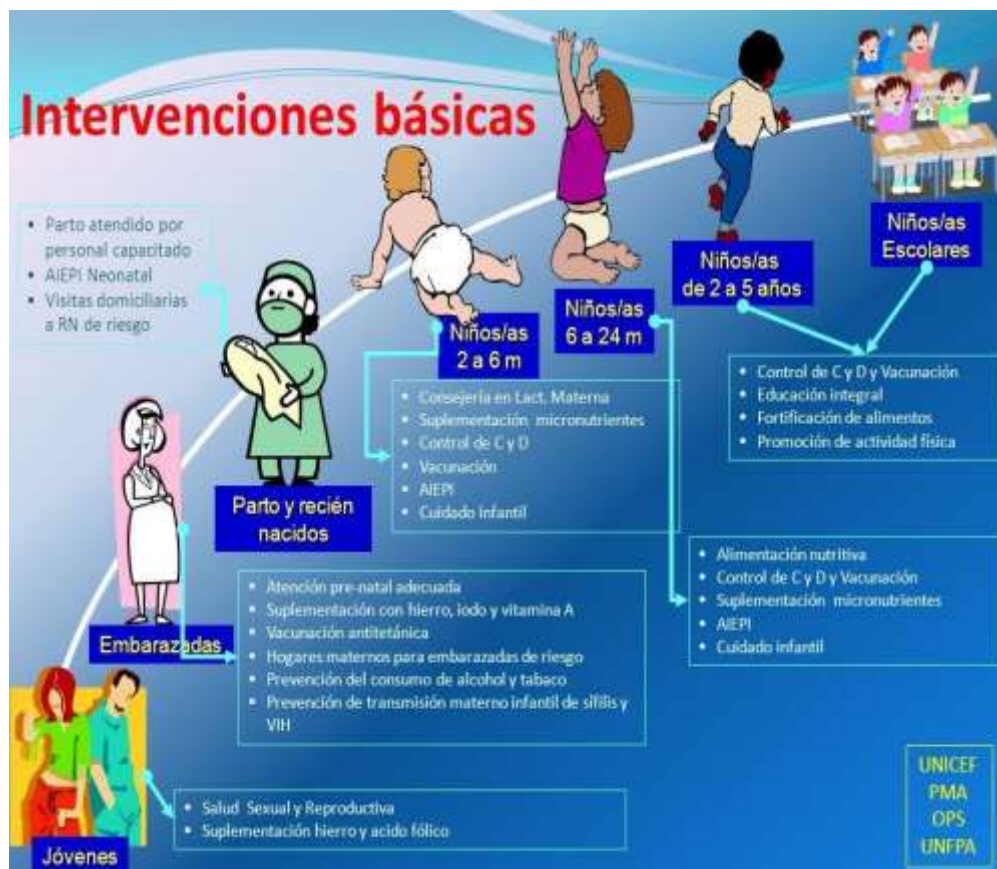 Intervenciones básicas
Niños/as
Escolares
Niños/as
de 2 a 5 años
Niños/as
6 a 24 m
Niños/as
2 a 6 m
• Parto atendido por
personal capacitado
• AIEPI Neonatal
• Visitas domiciliarias
a RN de riesgo
Parto y recién
nacidos
• Control de C y D y Vacunación
• Educación integral
• Fortificación de alimentos
• Promoción de actividad física
• Consejería en Lact. Materna
• Suplementación micronutrientes
• Control de C y D
• Vacunación
• AIEPI
• Cuidado infantil
• Alimentación nutritiva
• Control de C y D y Vacunación
• Suplementación micronutrientes
• AIEPI
• Cuidado infantil
Embarazadas
• Atención pre-natal adecuada
• Suplementación con hierro, iodo y vitamina A
• Vacunación antitetánica
• Hogares maternos para embarazadas de riesgo
• Prevención del consumo de alcohol y tabaco
• Prevención de transmisión materno infantil de sífilis y
VIH
Jóvenes
• Salud Sexual y Reproductiva
• Suplementación hierro y acido fólico
UNICEF
PMA
OPS
UNFPA